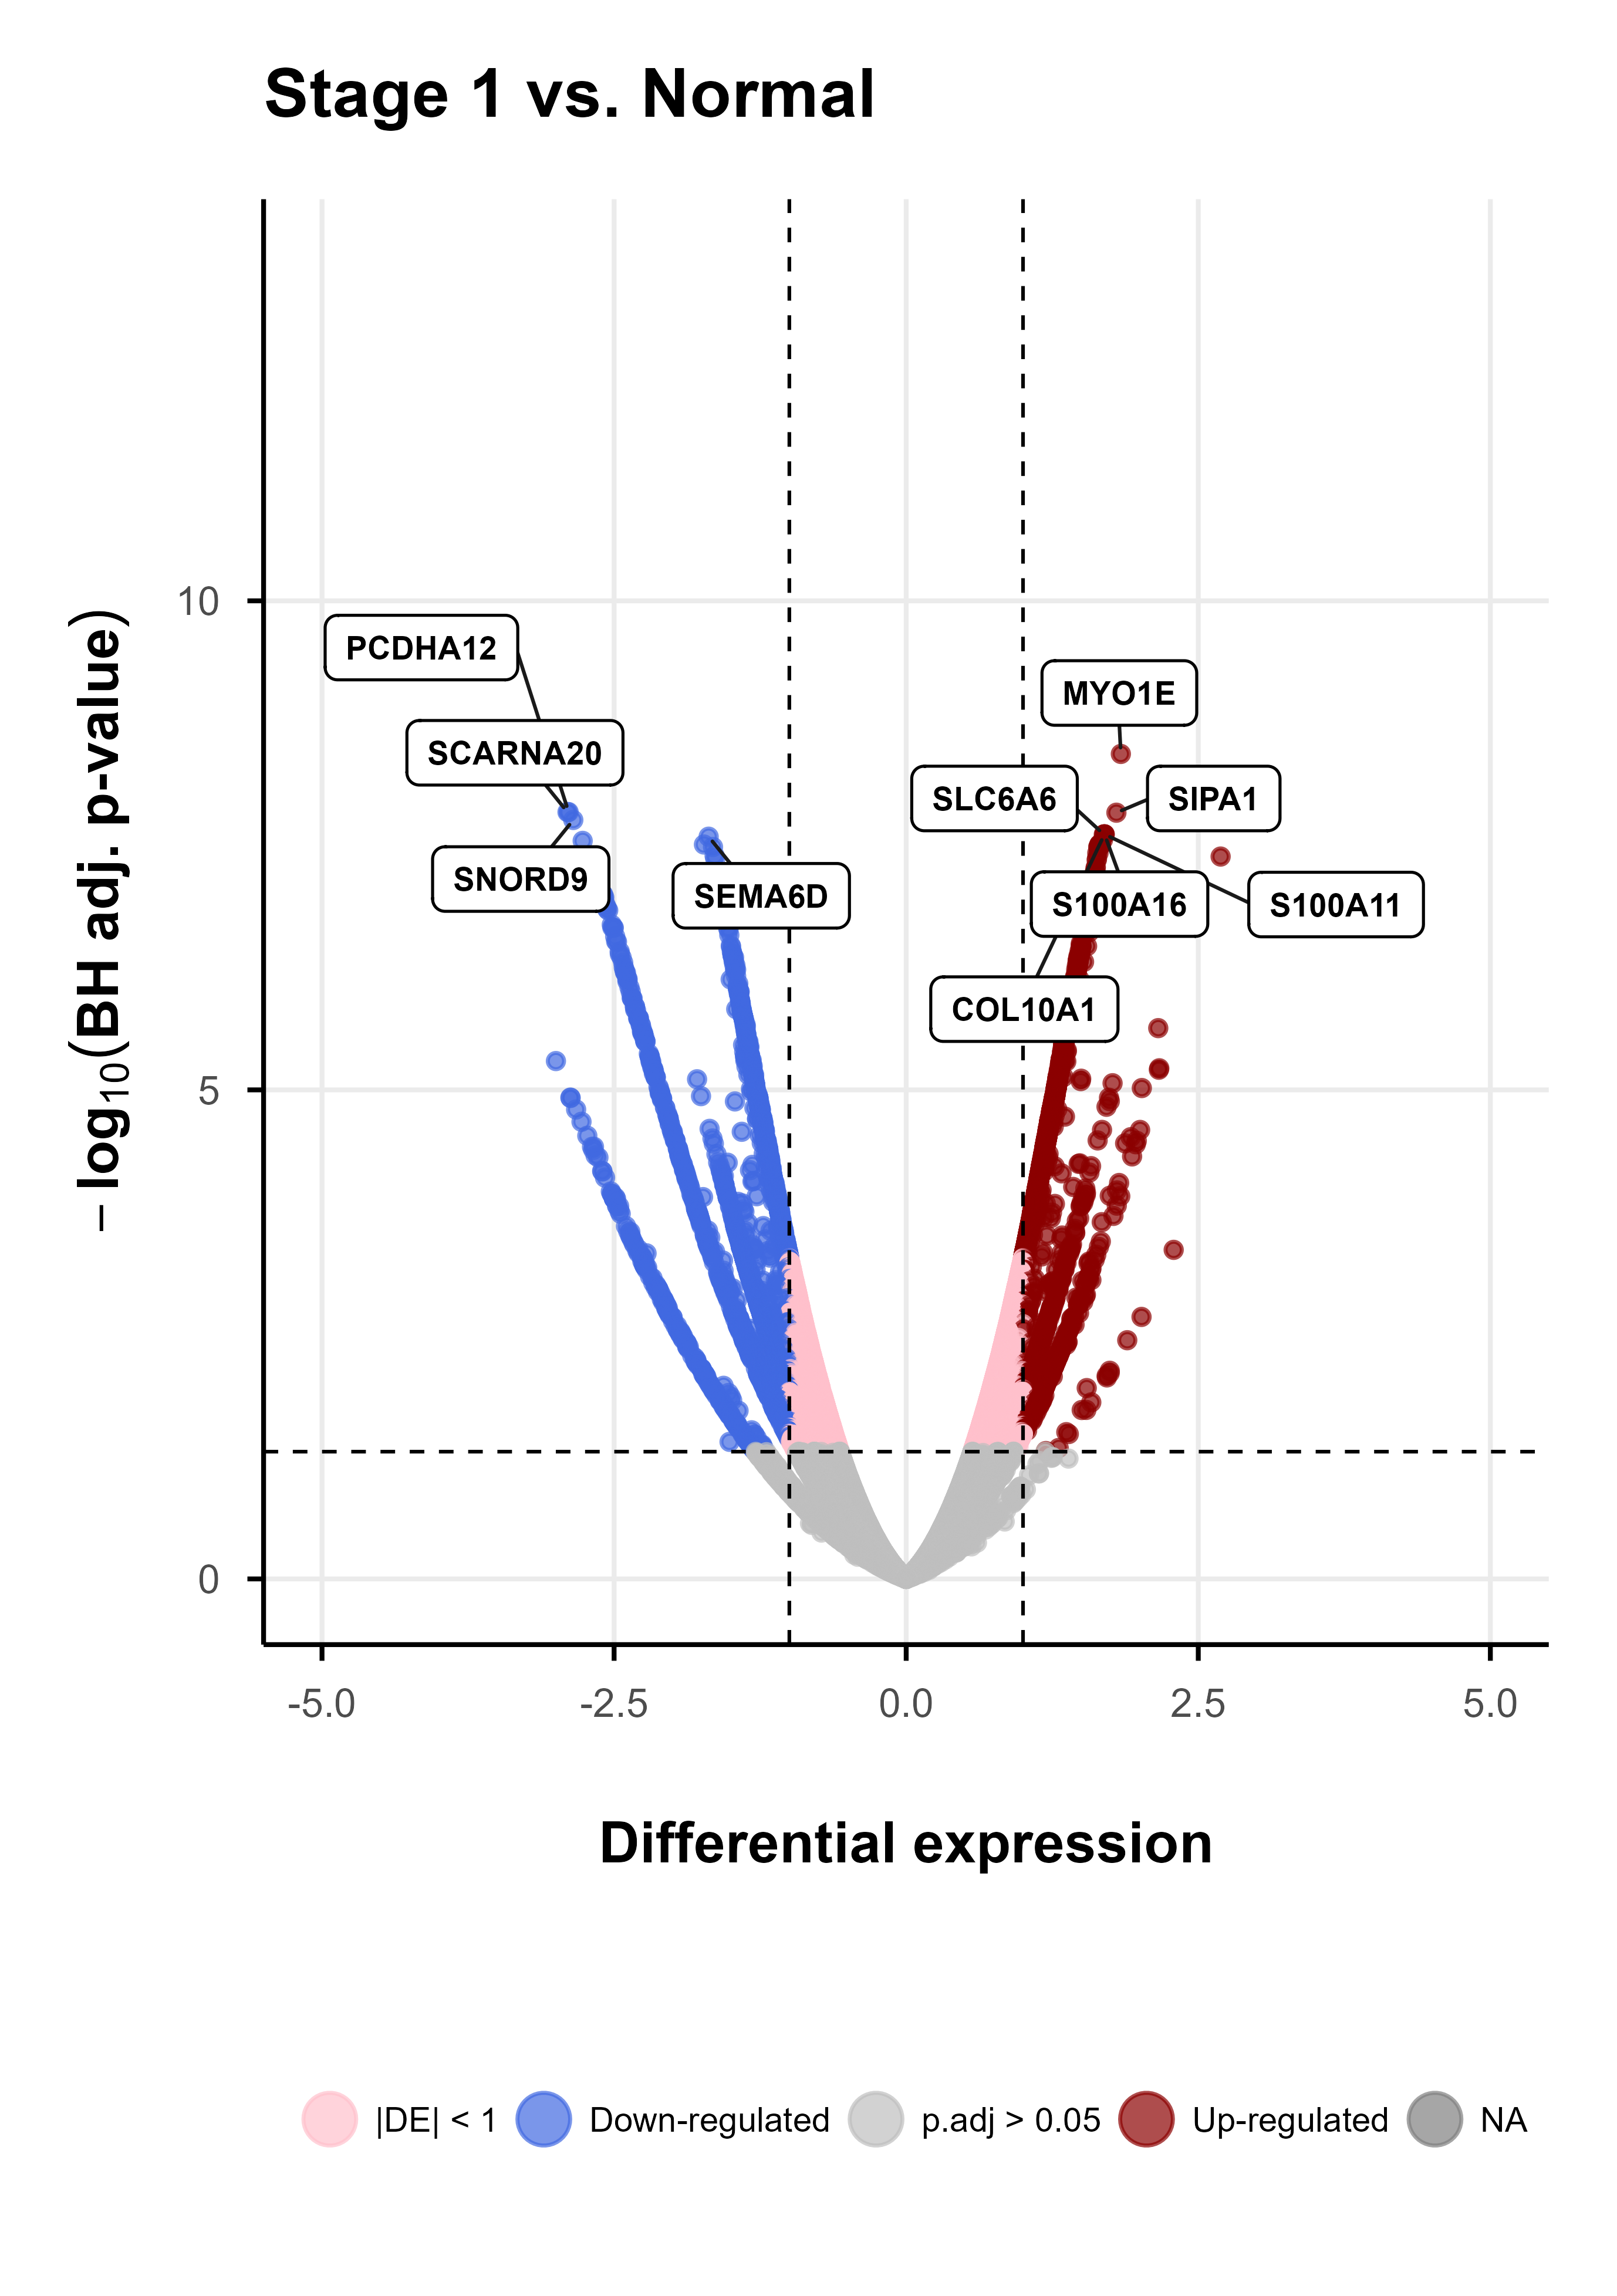 Stage 1 vs. Normal
− log10(BH adj. p-value)
10
5
0
PCDHA12
MYO1E
SCARNA20
SLC6A6
SIPA1
SNORD9
SEMA6D
S100A16
S100A11
COL10A1
-5.0
-2.5
0.0
2.5
5.0
Differential expression
|DE| < 1
Down-regulated
p.adj > 0.05
Up-regulated
NA